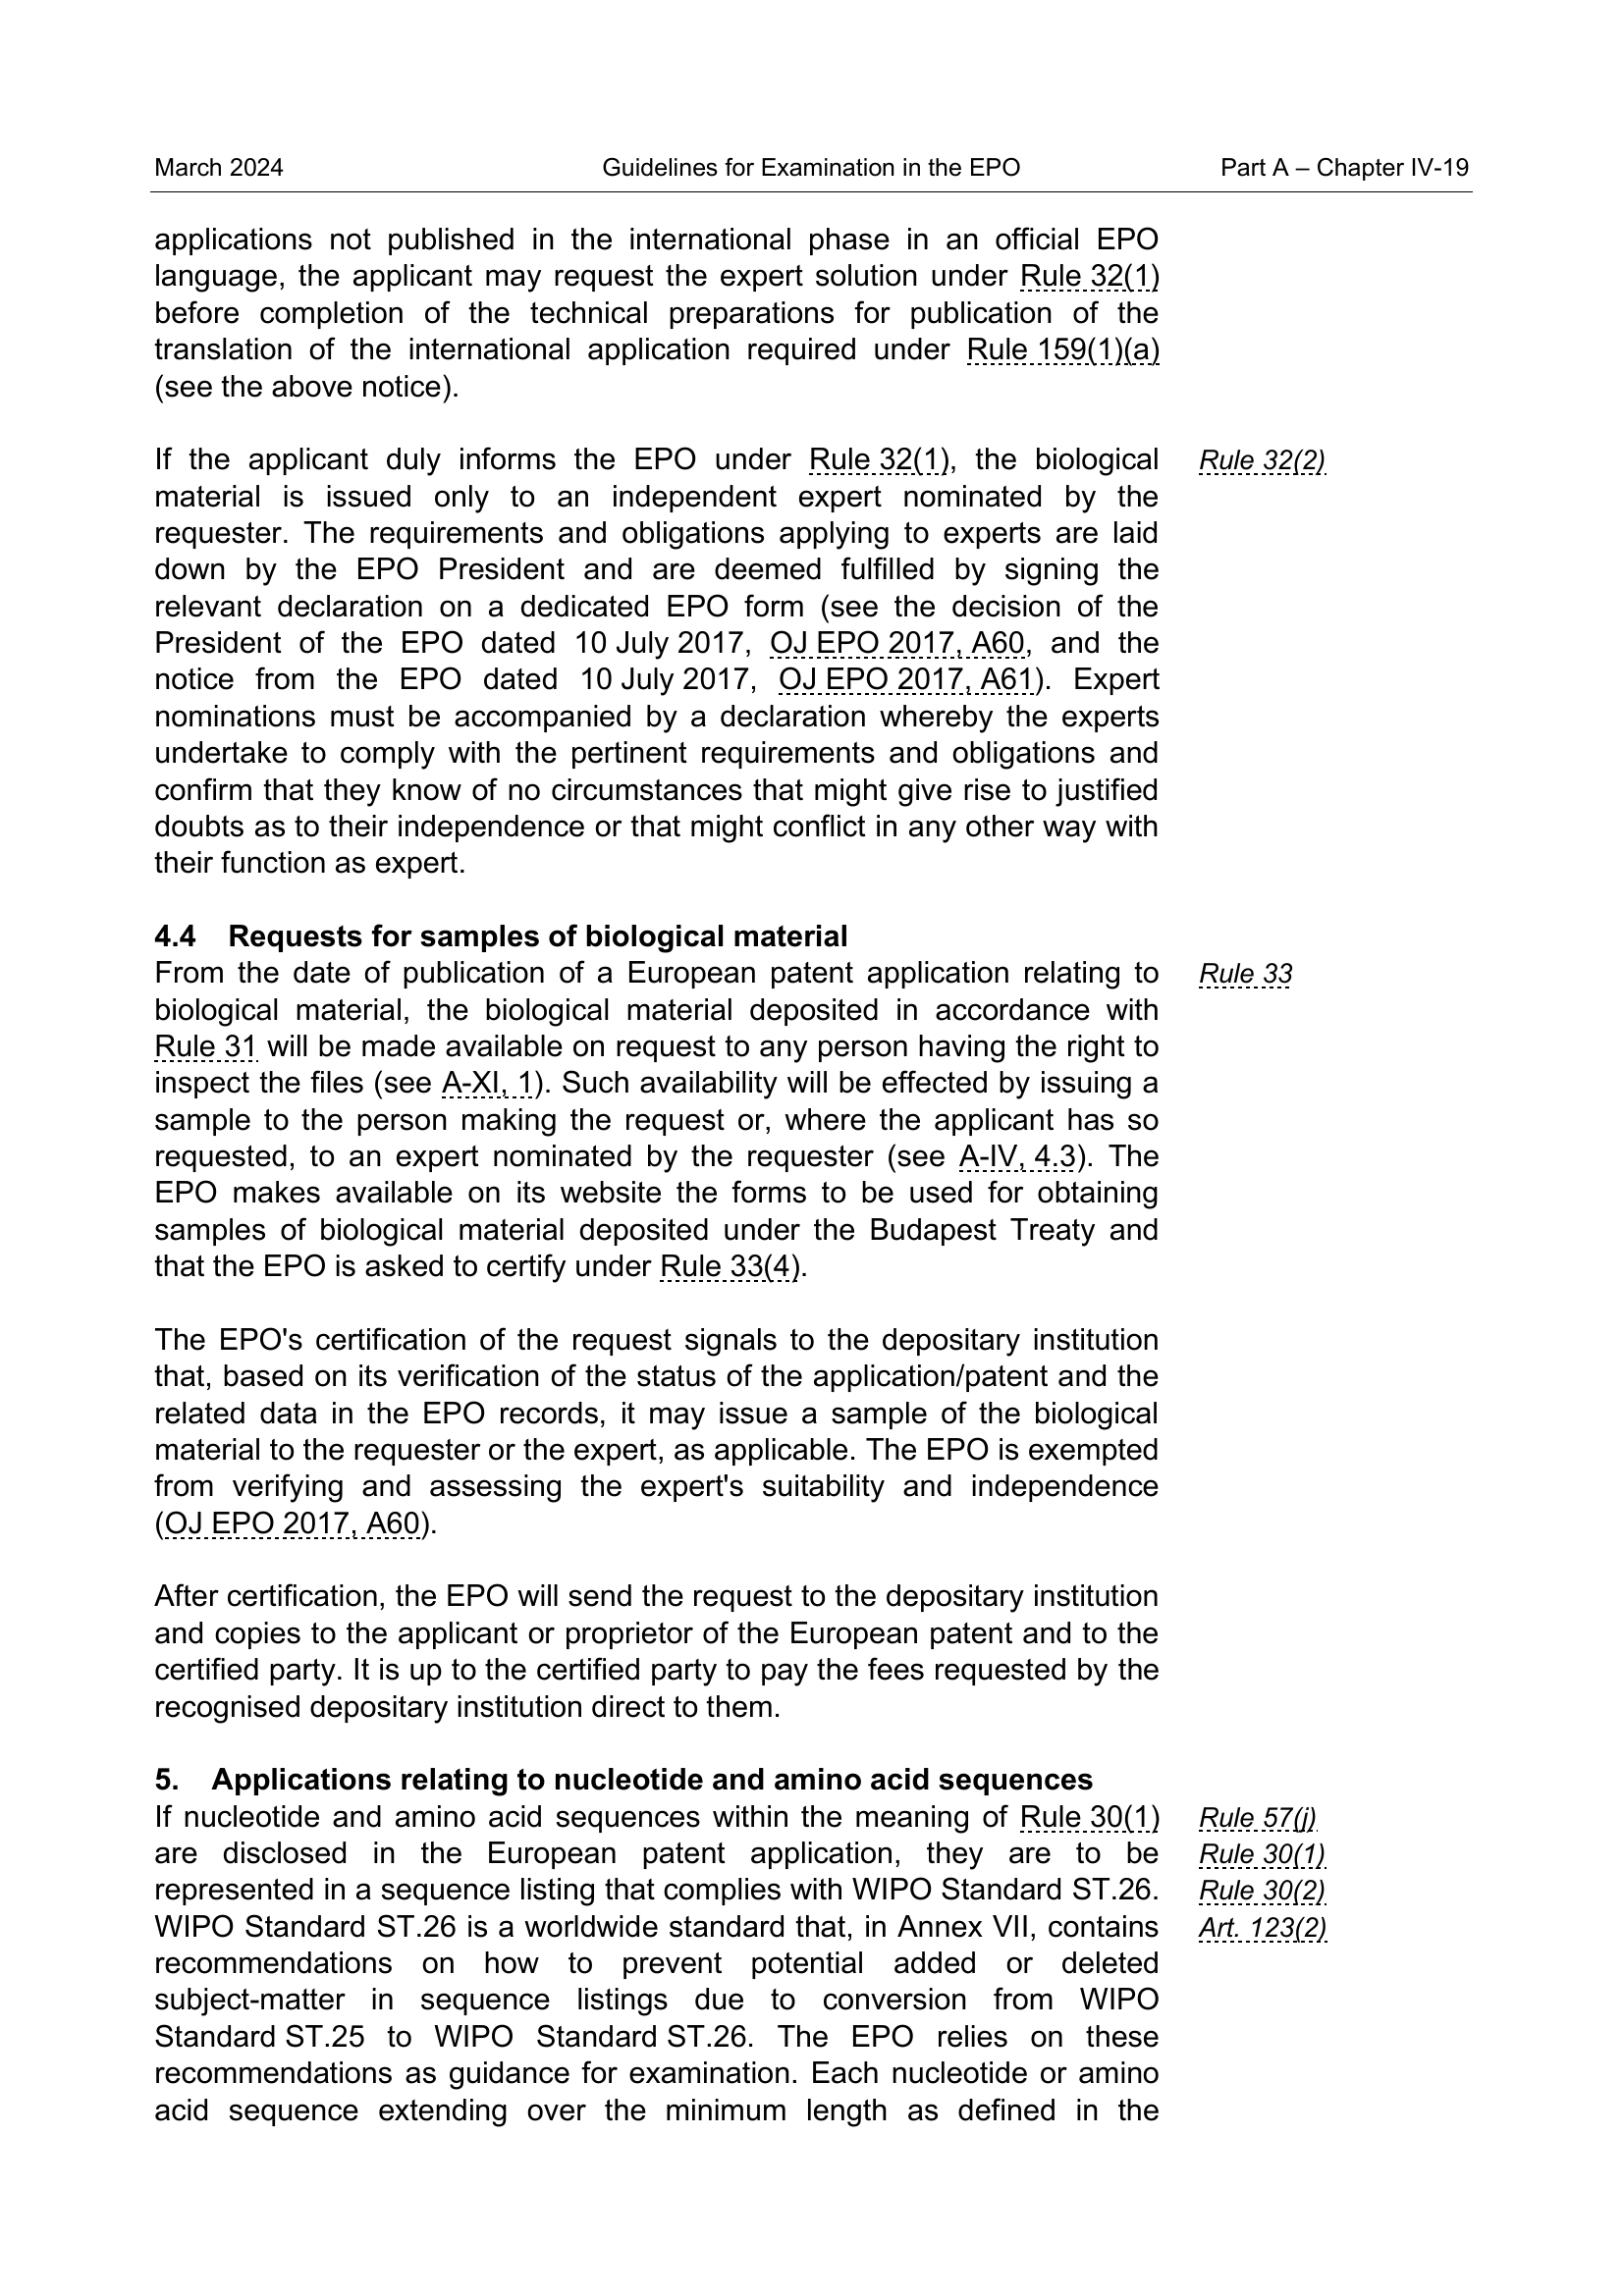 March 2024 Guidelines for Examination in the EPO Part A – Chapter IV-19
applications not published in the international phase in an official EPO
language, the applicant may request the expert solution under Rule 32(1)
before completion of the technical preparations for publication of the
translation of the international application required under Rule 159(1)(a)
(see the above notice).
If the applicant duly informs the EPO under Rule 32(1), the biological Rule 32(2)
material is issued only to an independent expert nominated by the
requester. The requirements and obligations applying to experts are laid
down by the EPO President and are deemed fulfilled by signing the
relevant declaration on a dedicated EPO form (see the decision of the
President of the EPO dated 10 July 2017, OJ EPO 2017, A60, and the
notice from the EPO dated 10 July 2017, OJ EPO 2017, A61). Expert
nominations must be accompanied by a declaration whereby the experts
undertake to comply with the pertinent requirements and obligations and
confirm that they know of no circumstances that might give rise to justified
doubts as to their independence or that might conflict in any other way with
their function as expert.
4.4 Requests for samples of biological material
From the date of publication of a European patent application relating to Rule 33
biological material, the biological material deposited in accordance with
Rule 31 will be made available on request to any person having the right to
inspect the files (see A-XI, 1). Such availability will be effected by issuing a
sample to the person making the request or, where the applicant has so
requested, to an expert nominated by the requester (see A-IV, 4.3). The
EPO makes available on its website the forms to be used for obtaining
samples of biological material deposited under the Budapest Treaty and
that the EPO is asked to certify under Rule 33(4).
The EPO's certification of the request signals to the depositary institution
that, based on its verification of the status of the application/patent and the
related data in the EPO records, it may issue a sample of the biological
material to the requester or the expert, as applicable. The EPO is exempted
from verifying and assessing the expert's suitability and independence
(OJ EPO 2017, A60).
After certification, the EPO will send the request to the depositary institution
and copies to the applicant or proprietor of the European patent and to the
certified party. It is up to the certified party to pay the fees requested by the
recognised depositary institution direct to them.
5. Applications relating to nucleotide and amino acid sequences
If nucleotide and amino acid sequences within the meaning of Rule 30(1) Rule 57(j)
are disclosed in the European patent application, they are to be Rule 30(1)
represented in a sequence listing that complies with WIPO Standard ST.26. Rule 30(2)
WIPO Standard ST.26 is a worldwide standard that, in Annex VII, contains Art. 123(2)
recommendations on how to prevent potential added or deleted
subject-matter in sequence listings due to conversion from WIPO
Standard ST.25 to WIPO Standard ST.26. The EPO relies on these
recommendations as guidance for examination. Each nucleotide or amino
acid sequence extending over the minimum length as defined in the